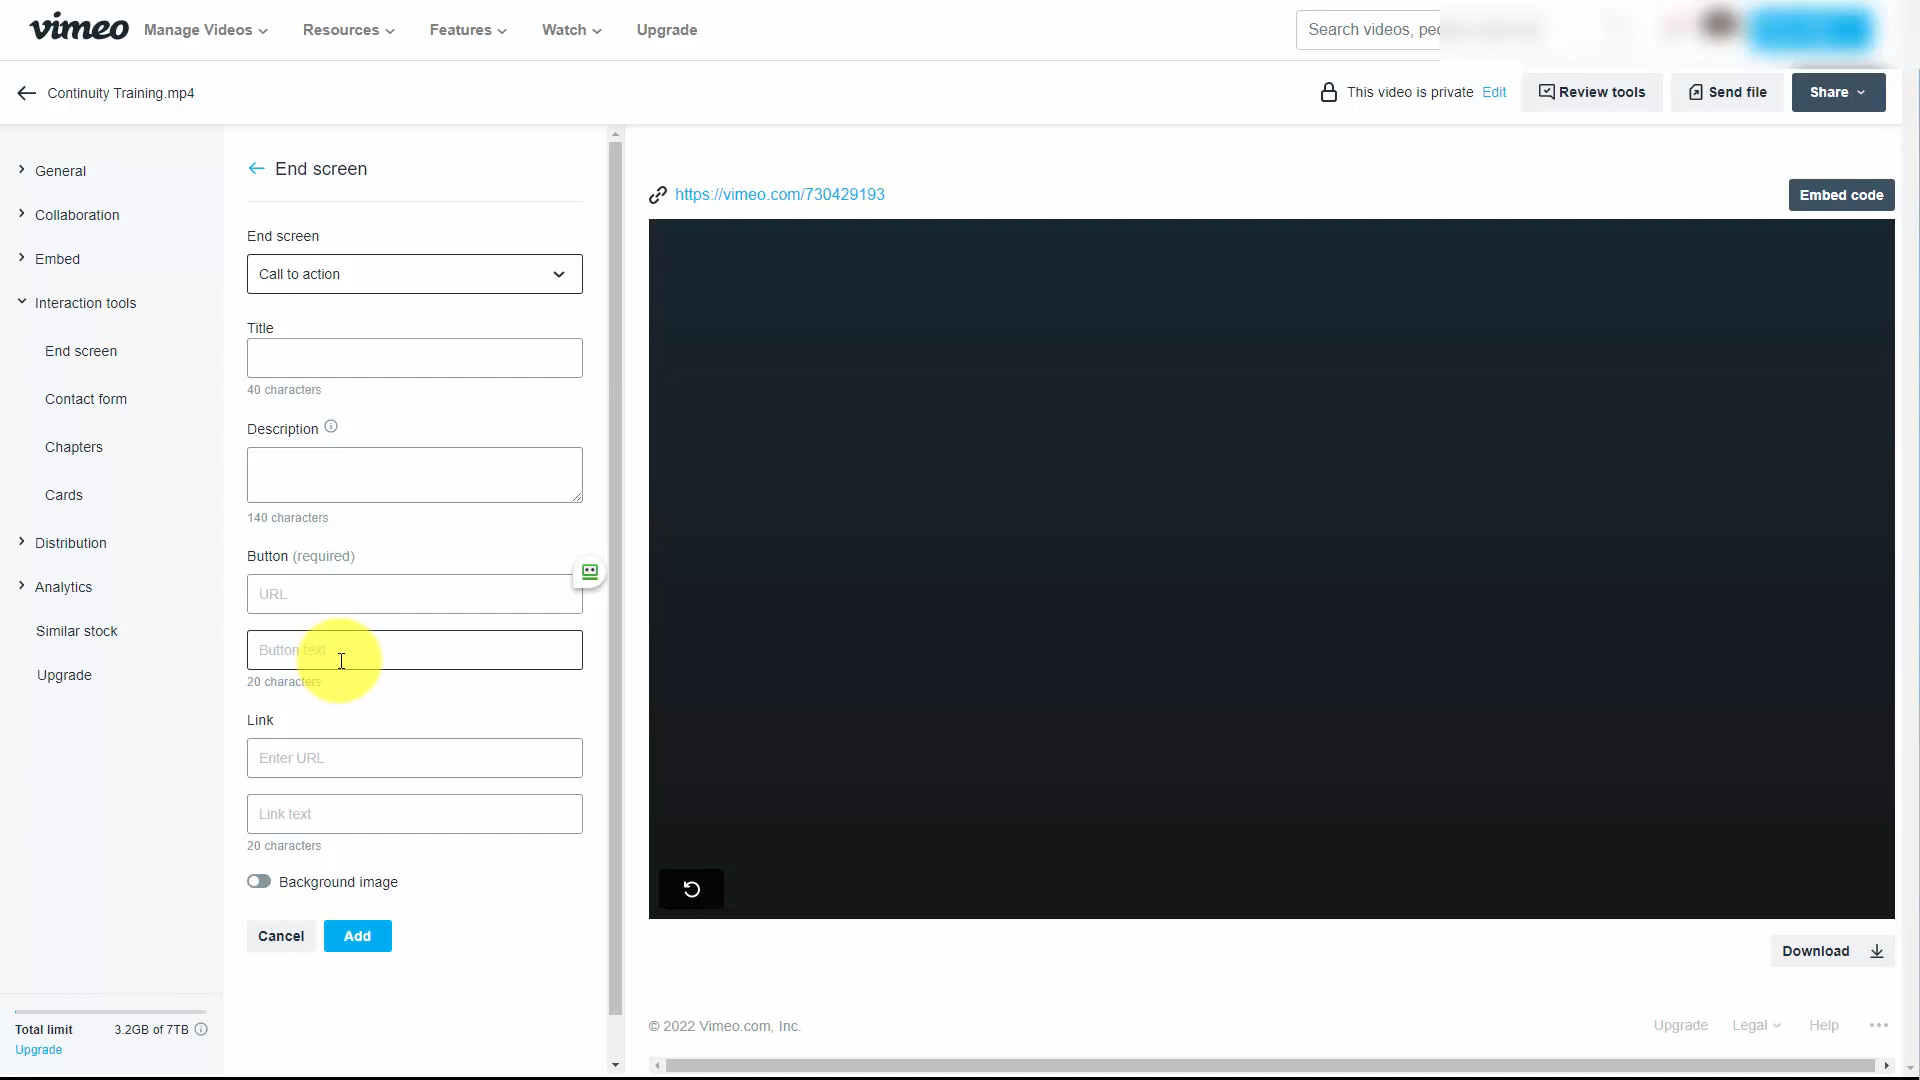 vimeo
Manage Videos
Resources
Features
Watch
Upgrade
Search videos,
Continuity Training.mp4
This video is private Edit
Review tools
Send file
Share
General
Collaboration
Embed
Interaction tools
End screen
Contact form
Chapters
Cards
Distribution
Analytics
Similar stock
Upgrade
Total limit 3.2GB of 7TB
Upgrade
End screen
End screen
Call to action
Title
40 characters
Description
140 characters
Button (required)
URL
Button text
20 characters
Link
Enter URL
Link text
20 characters
Background image
Cancel
Add
https://vimeo.com/730429193
Embed code
Download
© 2022 Vimeo.com, Inc.
Upgrade
Legal
Help